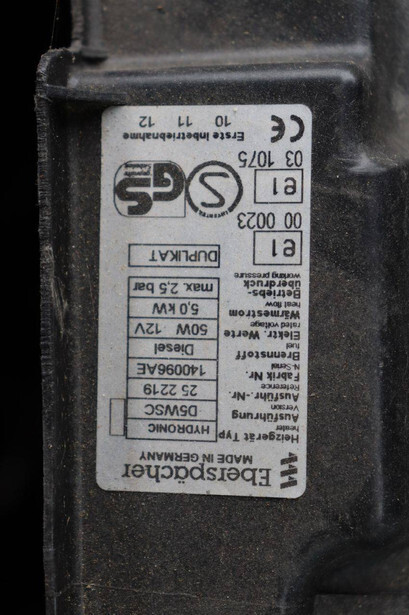 Eberspächer
MADE IN GERMANY
Heizgerät Typ HYDRONIC
heater
Ausführung D5WSC
Version
Ausführ.-Nr. 25 2219
Reference
Fabrik Nr. 140096AE
N-Serial
Brennstoff Diesel
fuel
Elektr. Werte 50W 12V
rated voltage
Wärmestrom 5,0 kW
heat flow
Betriebs-
überdruck max. 2.5 bar
working pressure
DUPLIKAT
e1
00 0023
e1
03 1075
GS
Erste Inbetriebnahme
10 11 12
CE